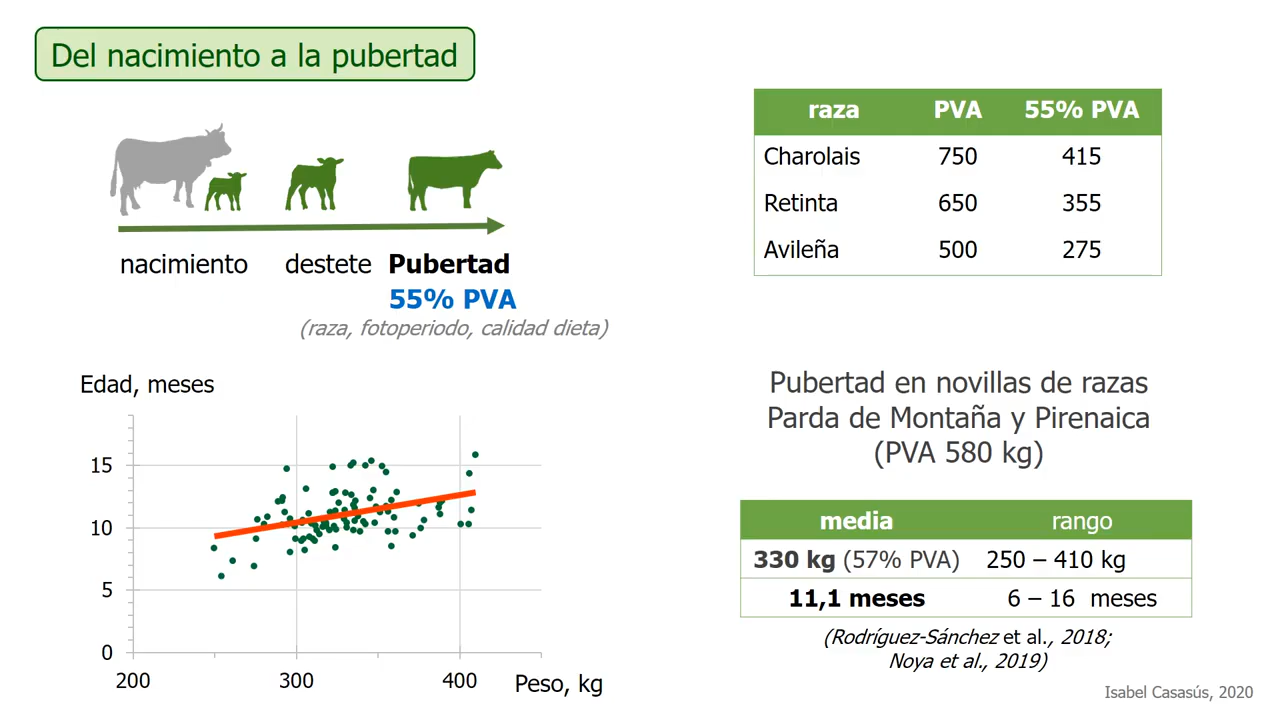 Del nacimiento a la pubertad
nacimiento destete Pubertad
55% PVA
(raza, fotoperiodo, calidad dieta)
raza PVA 55% PVA
Charolais 750 415
Retinta 650 355
Avileña 500 275
Edad, meses
15
10
5
0
200 300 400 Peso, kg
Pubertad en novillas de razas
Parda de Montaña y Pirenaica
(PVA 580 kg)
media rango
330 kg (57% PVA) 250 – 410 kg
11,1 meses 6 – 16 meses
(Rodríguez-Sánchez et al., 2018;
Noya et al., 2019)
Isabel Casasús, 2020